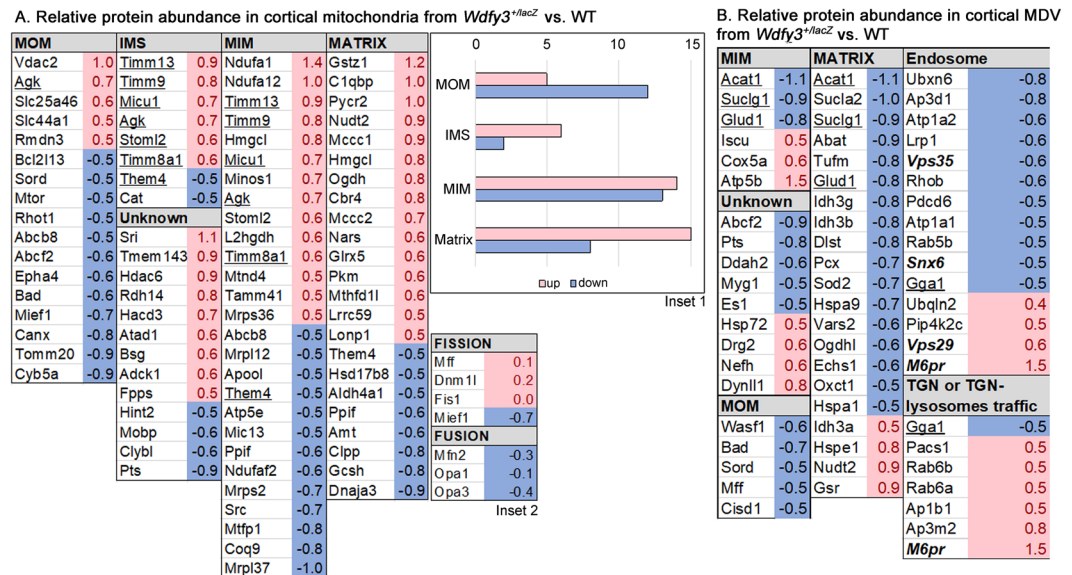 A. Relative protein abundance in cortical mitochondria from Wdfy3+/lacZ vs. WT
MOM
Vdac2 1.0
Agk 0.7
Slc25a46 0.6
Slc44a1 0.5
Rmdn3 0.5
Bcl2l13 -0.5
Sord -0.5
Mtor -0.5
Rhot1 -0.5
Abcb8 -0.5
Abcf2 -0.5
Epha4 -0.6
Bad -0.6
Mief1 -0.7
Canx -0.8
Tomm20 -0.9
Cyb5a -0.9
IMS
Timm13 0.9
Timm9 0.8
Micu1 0.7
Agk 0.7
Stoml2 0.6
Timm8a1 0.6
Them4 -0.5
Cat -0.5
Unknown
Sri 1.1
Tmem143 0.9
Hdac6 0.9
Rdh14 0.8
Hacd3 0.7
Atad1 0.6
Bsg 0.6
Adck1 0.6
Fpps 0.5
Hint2 -0.5
Mobp -0.6
Clybl -0.6
Pts -0.9
MIM
Ndufa1 1.4
Ndufa12 1.0
Timm13 0.9
Timm9 0.8
Hmgcl 0.8
Micu1 0.7
Minos1 0.7
Agk 0.7
Stoml2 0.6
L2hgdh 0.6
Timm8a1 0.6
Mtnd4 0.5
Tamm41 0.5
Mrps36 0.5
Abcb8 -0.5
Mrpl12 -0.5
Apool -0.5
Them4 -0.5
Atp5e -0.5
Mic13 -0.5
Ppif -0.6
Ndufaf2 -0.6
Mrps2 -0.7
Src -0.7
Mtfp1 -0.8
Coq9 -0.8
Mrpl37 -1.0
MATRIX
Gstz1 1.2
C1qbp 1.0
Pycr2 1.0
Nudt2 0.9
Mccc1 0.9
Hmgcl 0.8
Ogdh 0.8
Cbr4 0.8
Mccc2 0.7
Nars 0.6
Glrx5 0.6
Pkm 0.6
Mthfd1l 0.6
Lrrc59 0.5
Lonp1 0.5
Them4 -0.5
Hsd17b8 -0.5
Aldh4a1 -0.5
Ppif -0.6
Amt -0.6
Clpp -0.8
Gcsh -0.8
Dnaja3 -0.9
0 5 10 15
MOM
IMS
MIM
Matrix
up down
Inset 1
FISSION
Mff 0.1
Dnm1l 0.2
Fis1 0.0
Mief1 -0.7
FUSION
Mfn2 -0.3
Opa1 -0.1
Opa3 -0.4
Inset 2
B. Relative protein abundance in cortical MDV
from Wdfy3+/lacZ vs. WT
MIM
Acat1 -1.1
Suclg1 -0.9
Glud1 -0.8
Iscu 0.5
Cox5a 0.6
Atp5b 1.5
Unknown
Abcf2 -0.9
Pts -0.8
Ddah2 -0.6
Myg1 -0.5
Es1 -0.5
Hsp72 0.5
Drg2 0.6
Nefh 0.6
Dynll1 0.8
MOM
Wasf1 -0.6
Bad -0.7
Sord -0.5
Mff -0.5
Cisd1 -0.5
MATRIX
Acat1 -1.1
Sucla2 -1.0
Suclg1 -0.9
Abat -0.9
Tufm -0.8
Glud1 -0.8
Idh3g -0.8
Idh3b -0.8
Dlst -0.8
Pcx -0.7
Sod2 -0.7
Hspa9 -0.7
Vars2 -0.6
Ogdhl -0.6
Echs1 -0.6
Oxct1 -0.5
Hspa1 -0.5
Idh3a 0.5
Hspe1 0.8
Nudt2 0.9
Gsr 0.9
Endosome
Ubxn6 -0.8
Ap3d1 -0.8
Atp1a2 -0.6
Lrp1 -0.6
Vps35 -0.6
Rhob -0.6
Pdcd6 -0.5
Atp1a1 -0.5
Rab5b -0.5
Snx6 -0.5
Gga1 -0.5
Ubqln2 0.4
Pip4k2c 0.5
Vps29 0.6
M6pr 1.5
TGN or TGN-
lysosomes traffic
Gga1 -0.5
Pacs1 0.5
Rab6b 0.5
Rab6a 0.5
Ap1b1 0.5
Ap3m2 0.8
M6pr 1.5